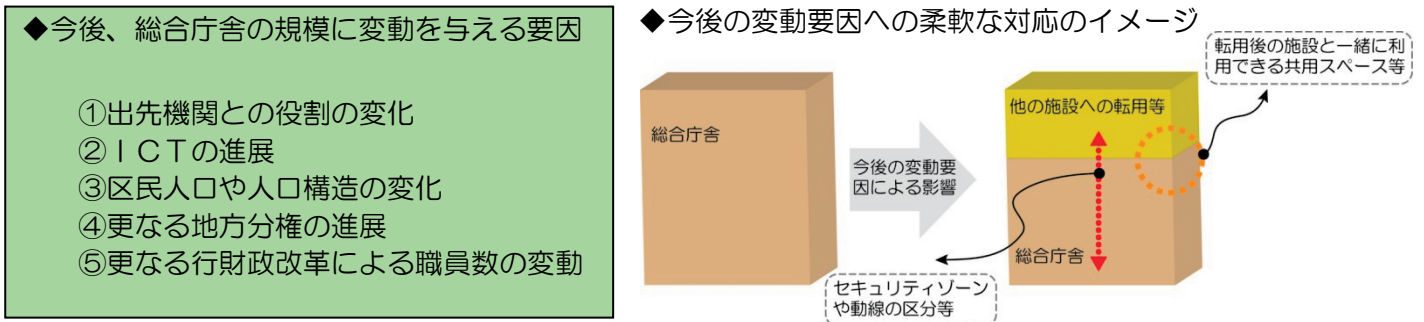 ◆今後、総合庁舎の規模に変動を与える要因
①出先機関との役割の変化
②ＩＣＴの進展
③区民人口や人口構造の変化
④更なる地方分権の進展
⑤更なる行財政改革による職員数の変動
◆今後の変動要因への柔軟な対応のイメージ
転用後の施設と一緒に利
用できる共用スペース等
総合庁舎
今後の変動要
因による影響
他の施設への転用等
総合庁舎
セキュリティゾーン
や動線の区分等